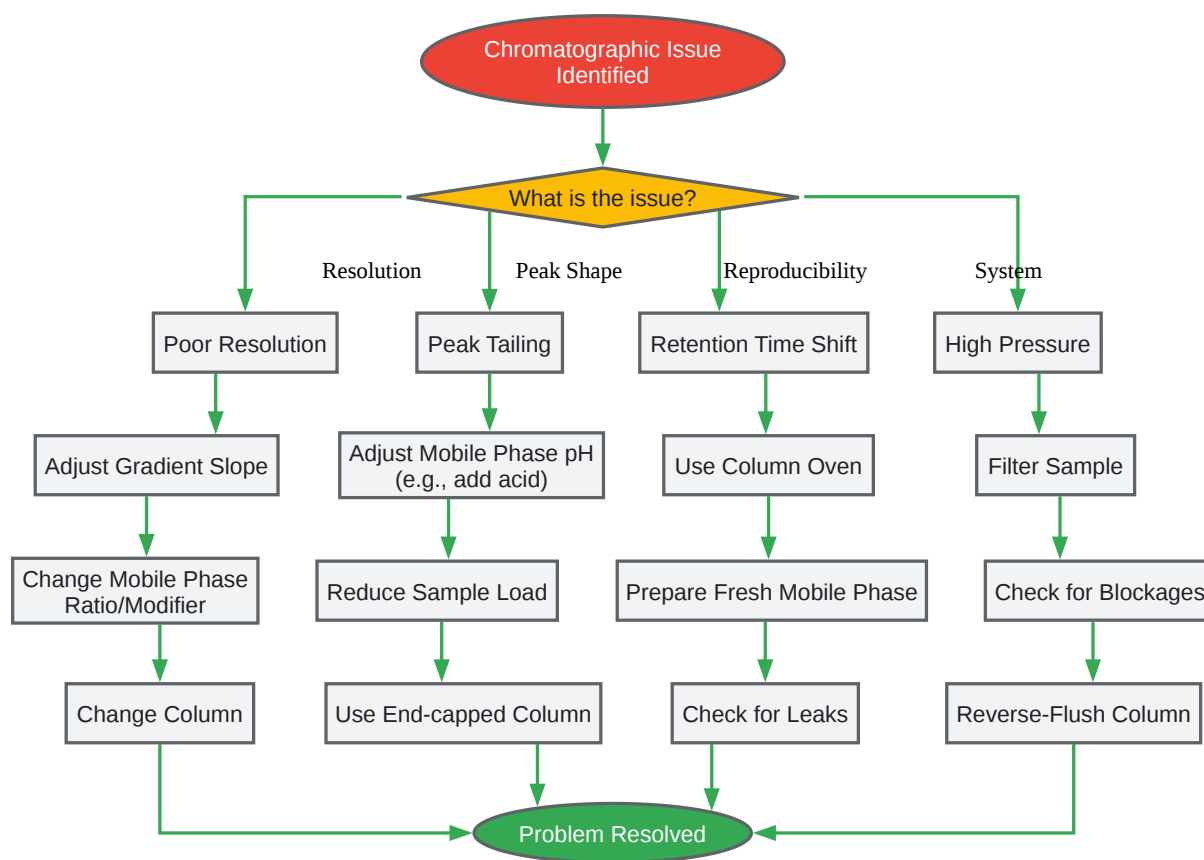 Chromatographic Issue
Identified
What is the issue?
Resolution
Peak Shape
Reproducibility
System
Poor Resolution
Peak Tailing
Retention Time Shift
High Pressure
Adjust Gradient Slope
Adjust Mobile Phase pH
(e.g., add acid)
Use Column Oven
Filter Sample
Change Mobile Phase
Ratio/Modifier
Reduce Sample Load
Prepare Fresh Mobile Phase
Check for Blockages
Change Column
Use End-capped Column
Check for Leaks
Reverse-Flush Column
Problem Resolved